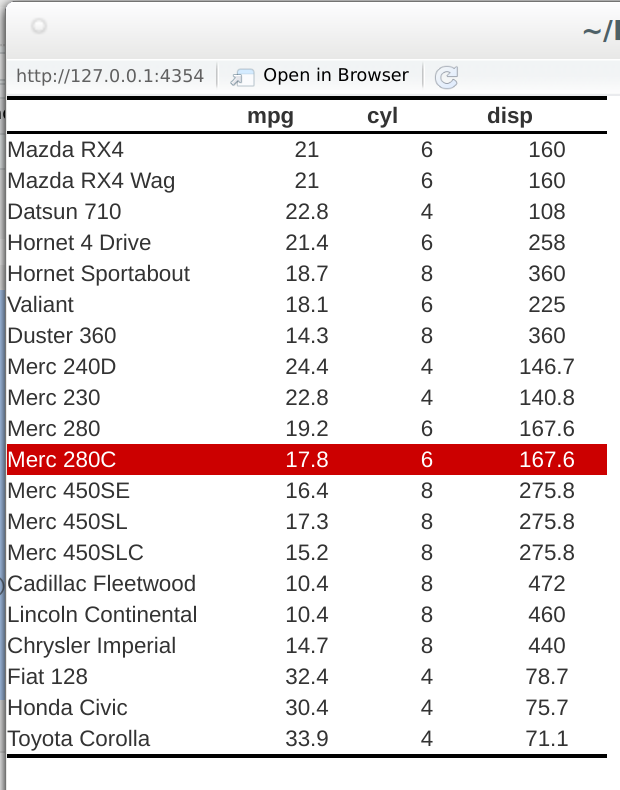 ~/
http://127.0.0.1:4354 Open in Browser
mpg cyl disp
Mazda RX4 21 6 160
Mazda RX4 Wag 21 6 160
Datsun 710 22.8 4 108
Hornet 4 Drive 21.4 6 258
Hornet Sportabout 18.7 8 360
Valiant 18.1 6 225
Duster 360 14.3 8 360
Merc 240D 24.4 4 146.7
Merc 230 22.8 4 140.8
Merc 280 19.2 6 167.6
Merc 280C 17.8 6 167.6
Merc 450SE 16.4 8 275.8
Merc 450SL 17.3 8 275.8
Merc 450SLC 15.2 8 275.8
Cadillac Fleetwood 10.4 8 472
Lincoln Continental 10.4 8 460
Chrysler Imperial 14.7 8 440
Fiat 128 32.4 4 78.7
Honda Civic 30.4 4 75.7
Toyota Corolla 33.9 4 71.1